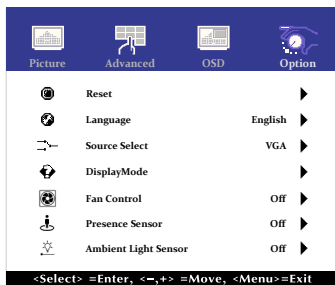 Picture Advanced OSD Option
Reset
Language English
Source Select VGA
DisplayMode
Fan Control Off
Presence Sensor Off
Ambient Light Sensor Off
<Select> =Enter, <−,+> =Move, <Menu>=Exit